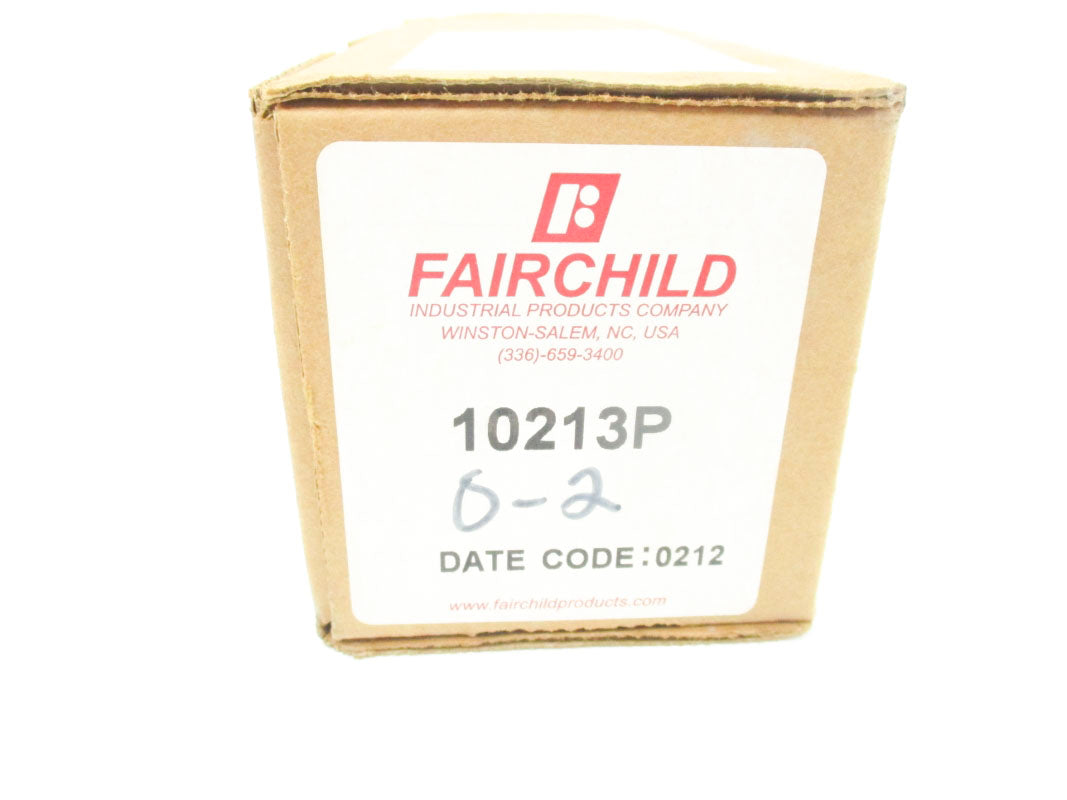 FAIRCHILD
INDUSTRIAL PRODUCTS COMPANY
WINSTON-SALEM, NC, USA
(336)-659-3400
10213P
0-2
DATE CODE:0212
www.fairchildproducts.com